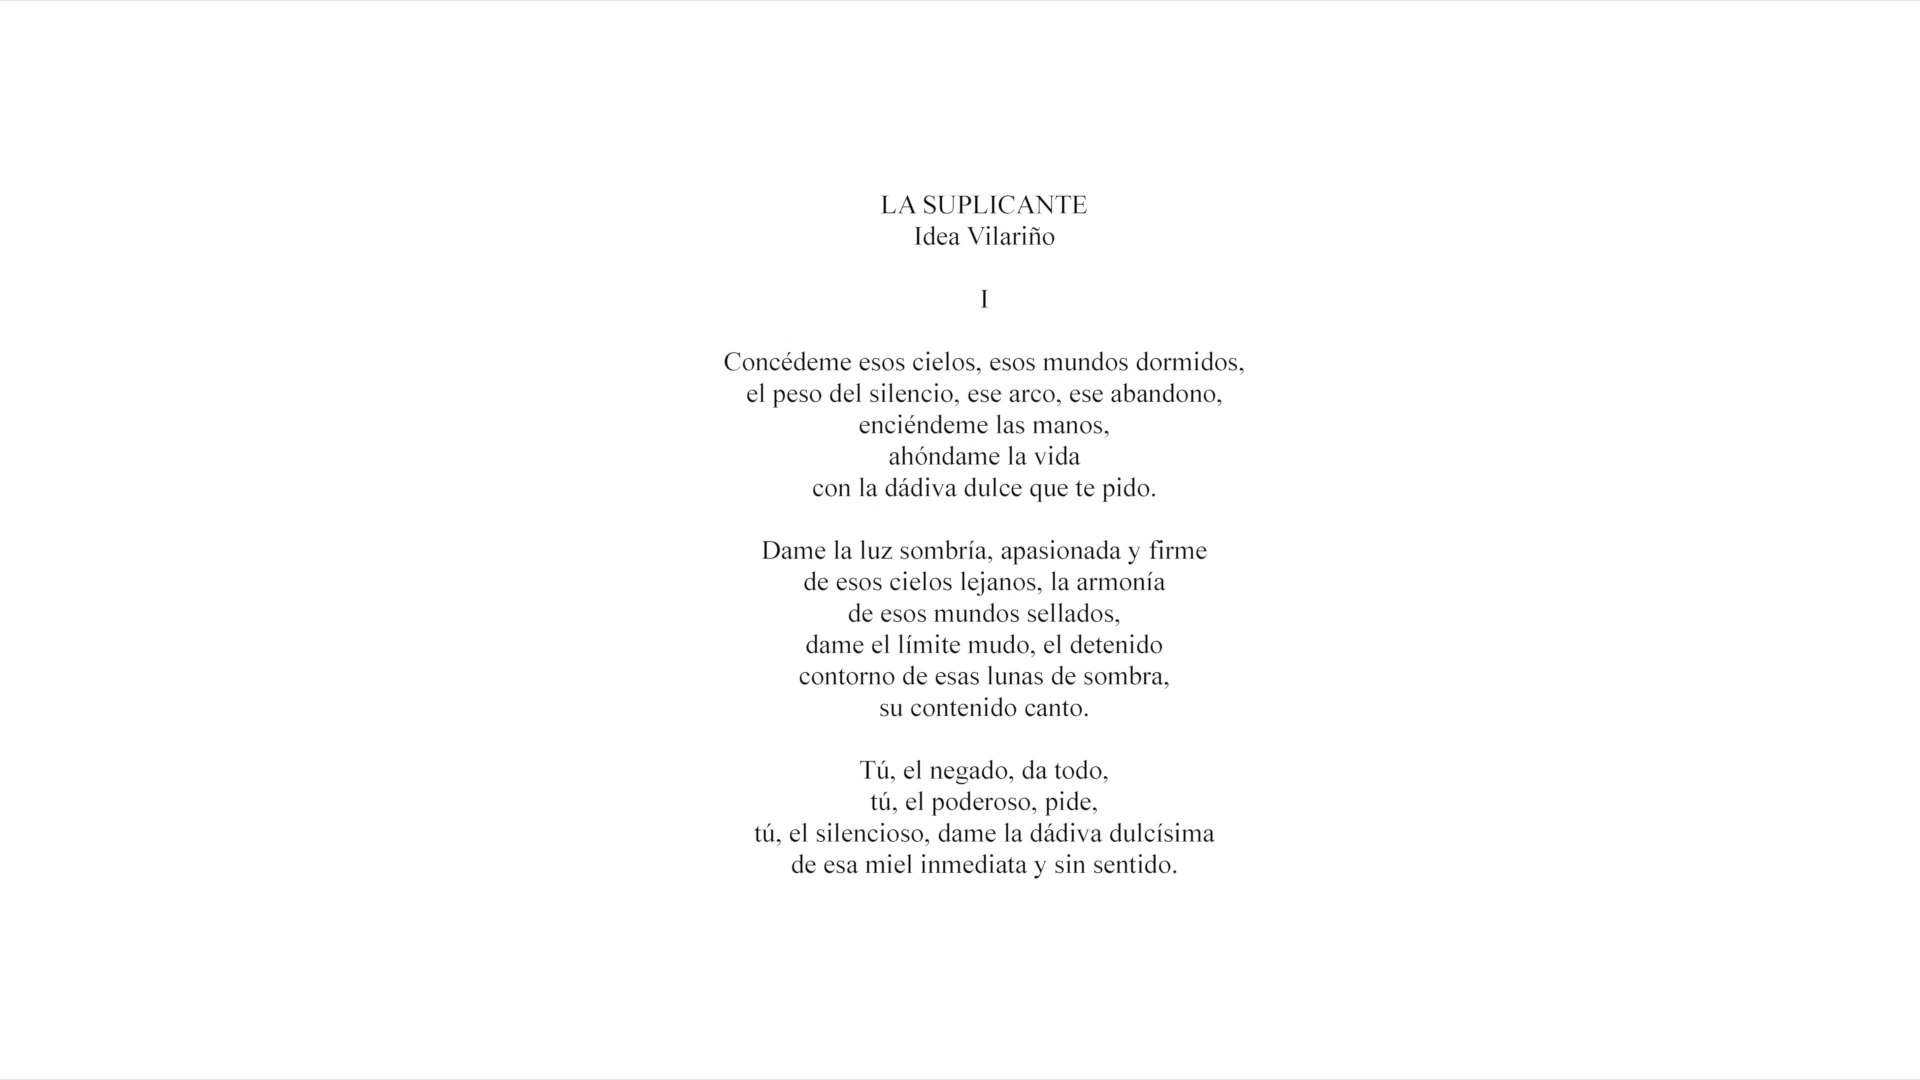 LA SUPLICANTE
Idea Vilariño
I
Concédeme esos cielos, esos mundos dormidos,
el peso del silencio, ese arco, ese abandono,
enciéndeme las manos,
ahóndame la vida
con la dádiva dulce que te pido.
Dame la luz sombría, apasionada y firme
de esos cielos lejanos, la armonía
de esos mundos sellados,
dame el límite mudo, el detenido
contorno de esas lunas de sombra,
su contenido canto.
Tú, el negado, da todo,
tú, el poderoso, pide,
tú, el silencioso, dame la dádiva dulcísima
de esa miel inmediata y sin sentido.